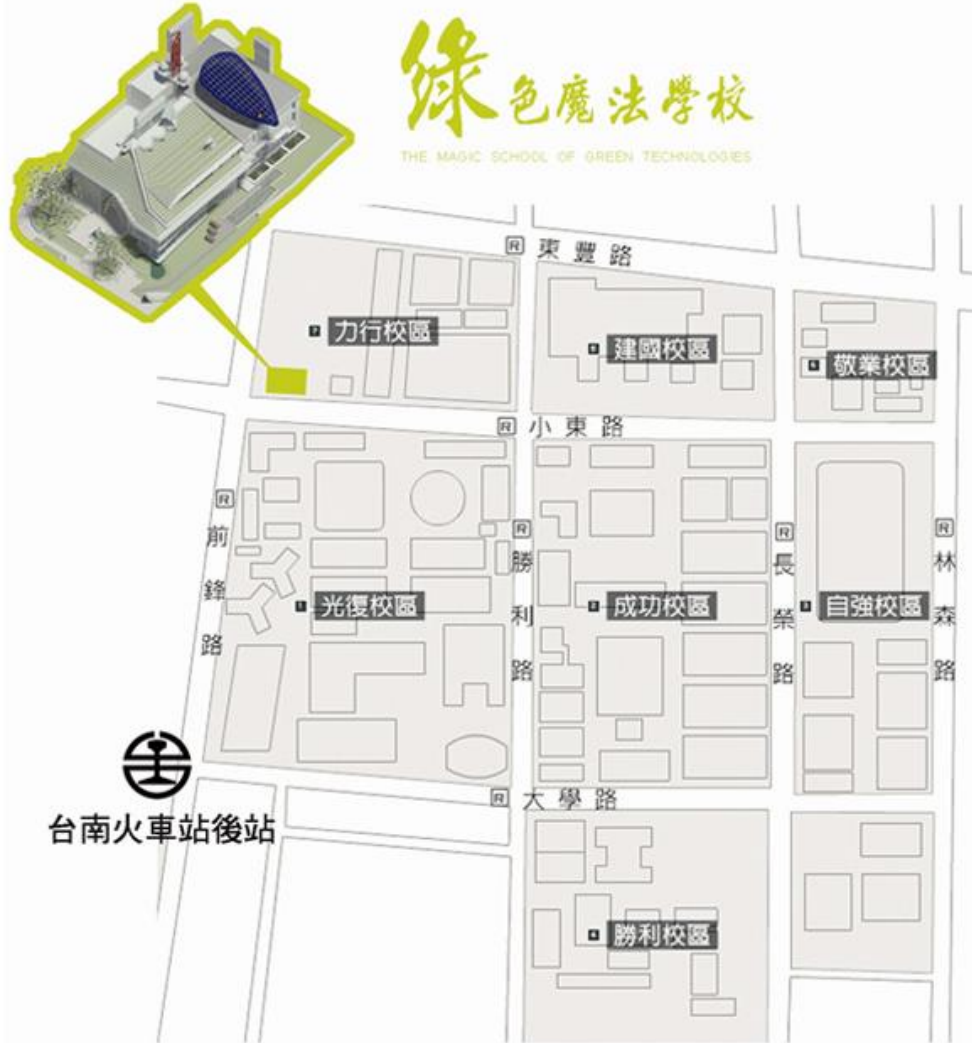 綠色魔法學校
THE MAGIC SCHOOL OF GREEN TECHNOLOGIES
R 東豐路
力行校區
建國校區
敬業校區
R 小東路
R 前鋒路
R 勝利路
R 長榮路
R 林森路
1 光復校區
2 成功校區
自強校區
台南火車站後站
R 大學路
勝利校區